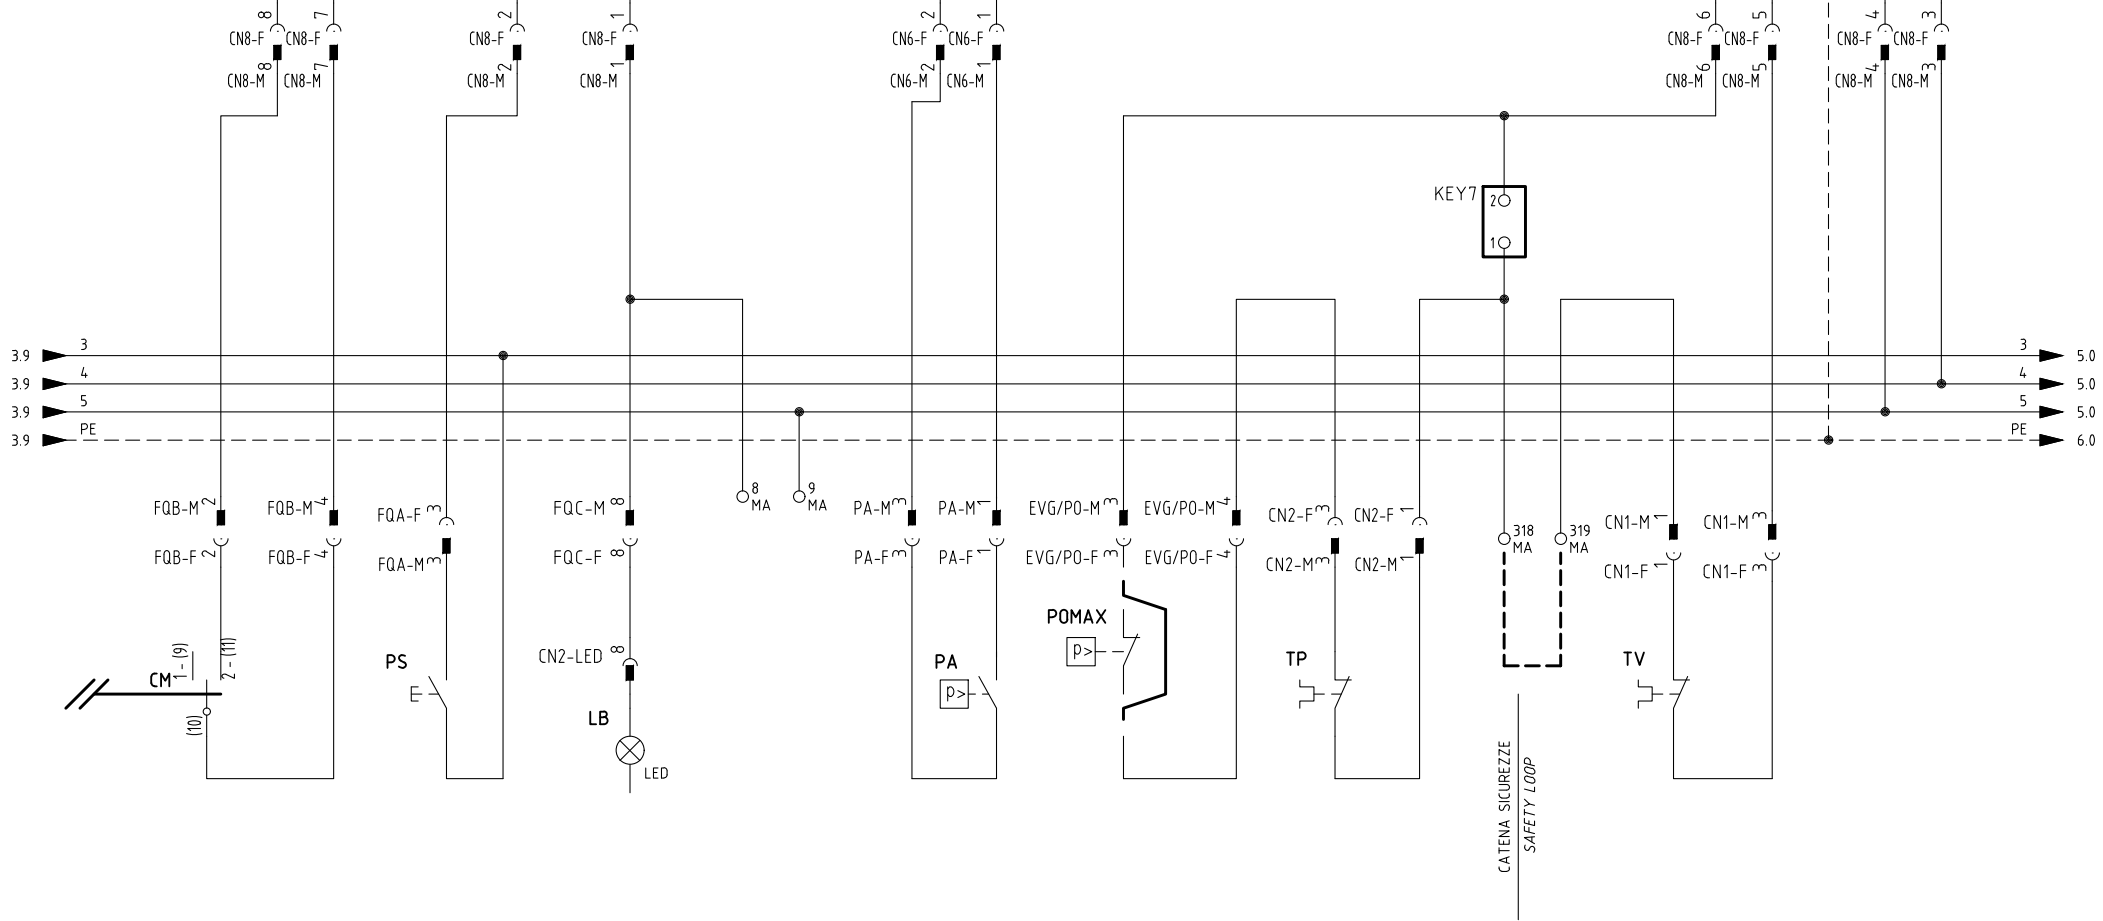 8 7 2 1 2 1 6 5 4 3
CN8-F CN8-F CN8-F CN8-F CN6-F CN6-F CN8-F CN8-F CN8-F CN8-F
8 7 2 1 2 1 6 5 4 3
CN8-M CN8-M CN8-M CN8-M CN6-M CN6-M CN8-M CN8-M CN8-M CN8-M
KEY7
2
1
3.9 3 3 5.0
3.9 4 4 5.0
3.9 5 5 5.0
3.9 PE PE 6.0
8 MA
9 MA
FQB-M 2
FQB-F 2
FQB-M 4
FQB-F 4
FQA-F 3
FQA-M 3
FQC-M 8
FQC-F 8
PA-M 3
PA-F 3
PA-M 1
PA-F 1
EVG/PO-M 3
EVG/PO-F 3
EVG/PO-M 4
EVG/PO-F 4
CN2-F 3
CN2-M 3
CN2-F 1
CN2-M 1
318 MA
319 MA
CN1-M 1
CN1-F 1
CN1-M 3
CN1-F 3
1 - (9)
2 - (11)
CM
(10)
PS
CN2-LED 8
LB
LED
PA
P>
POMAX
P>
TP
TV
CATENA SICUREZZE
SAFETY LOOP